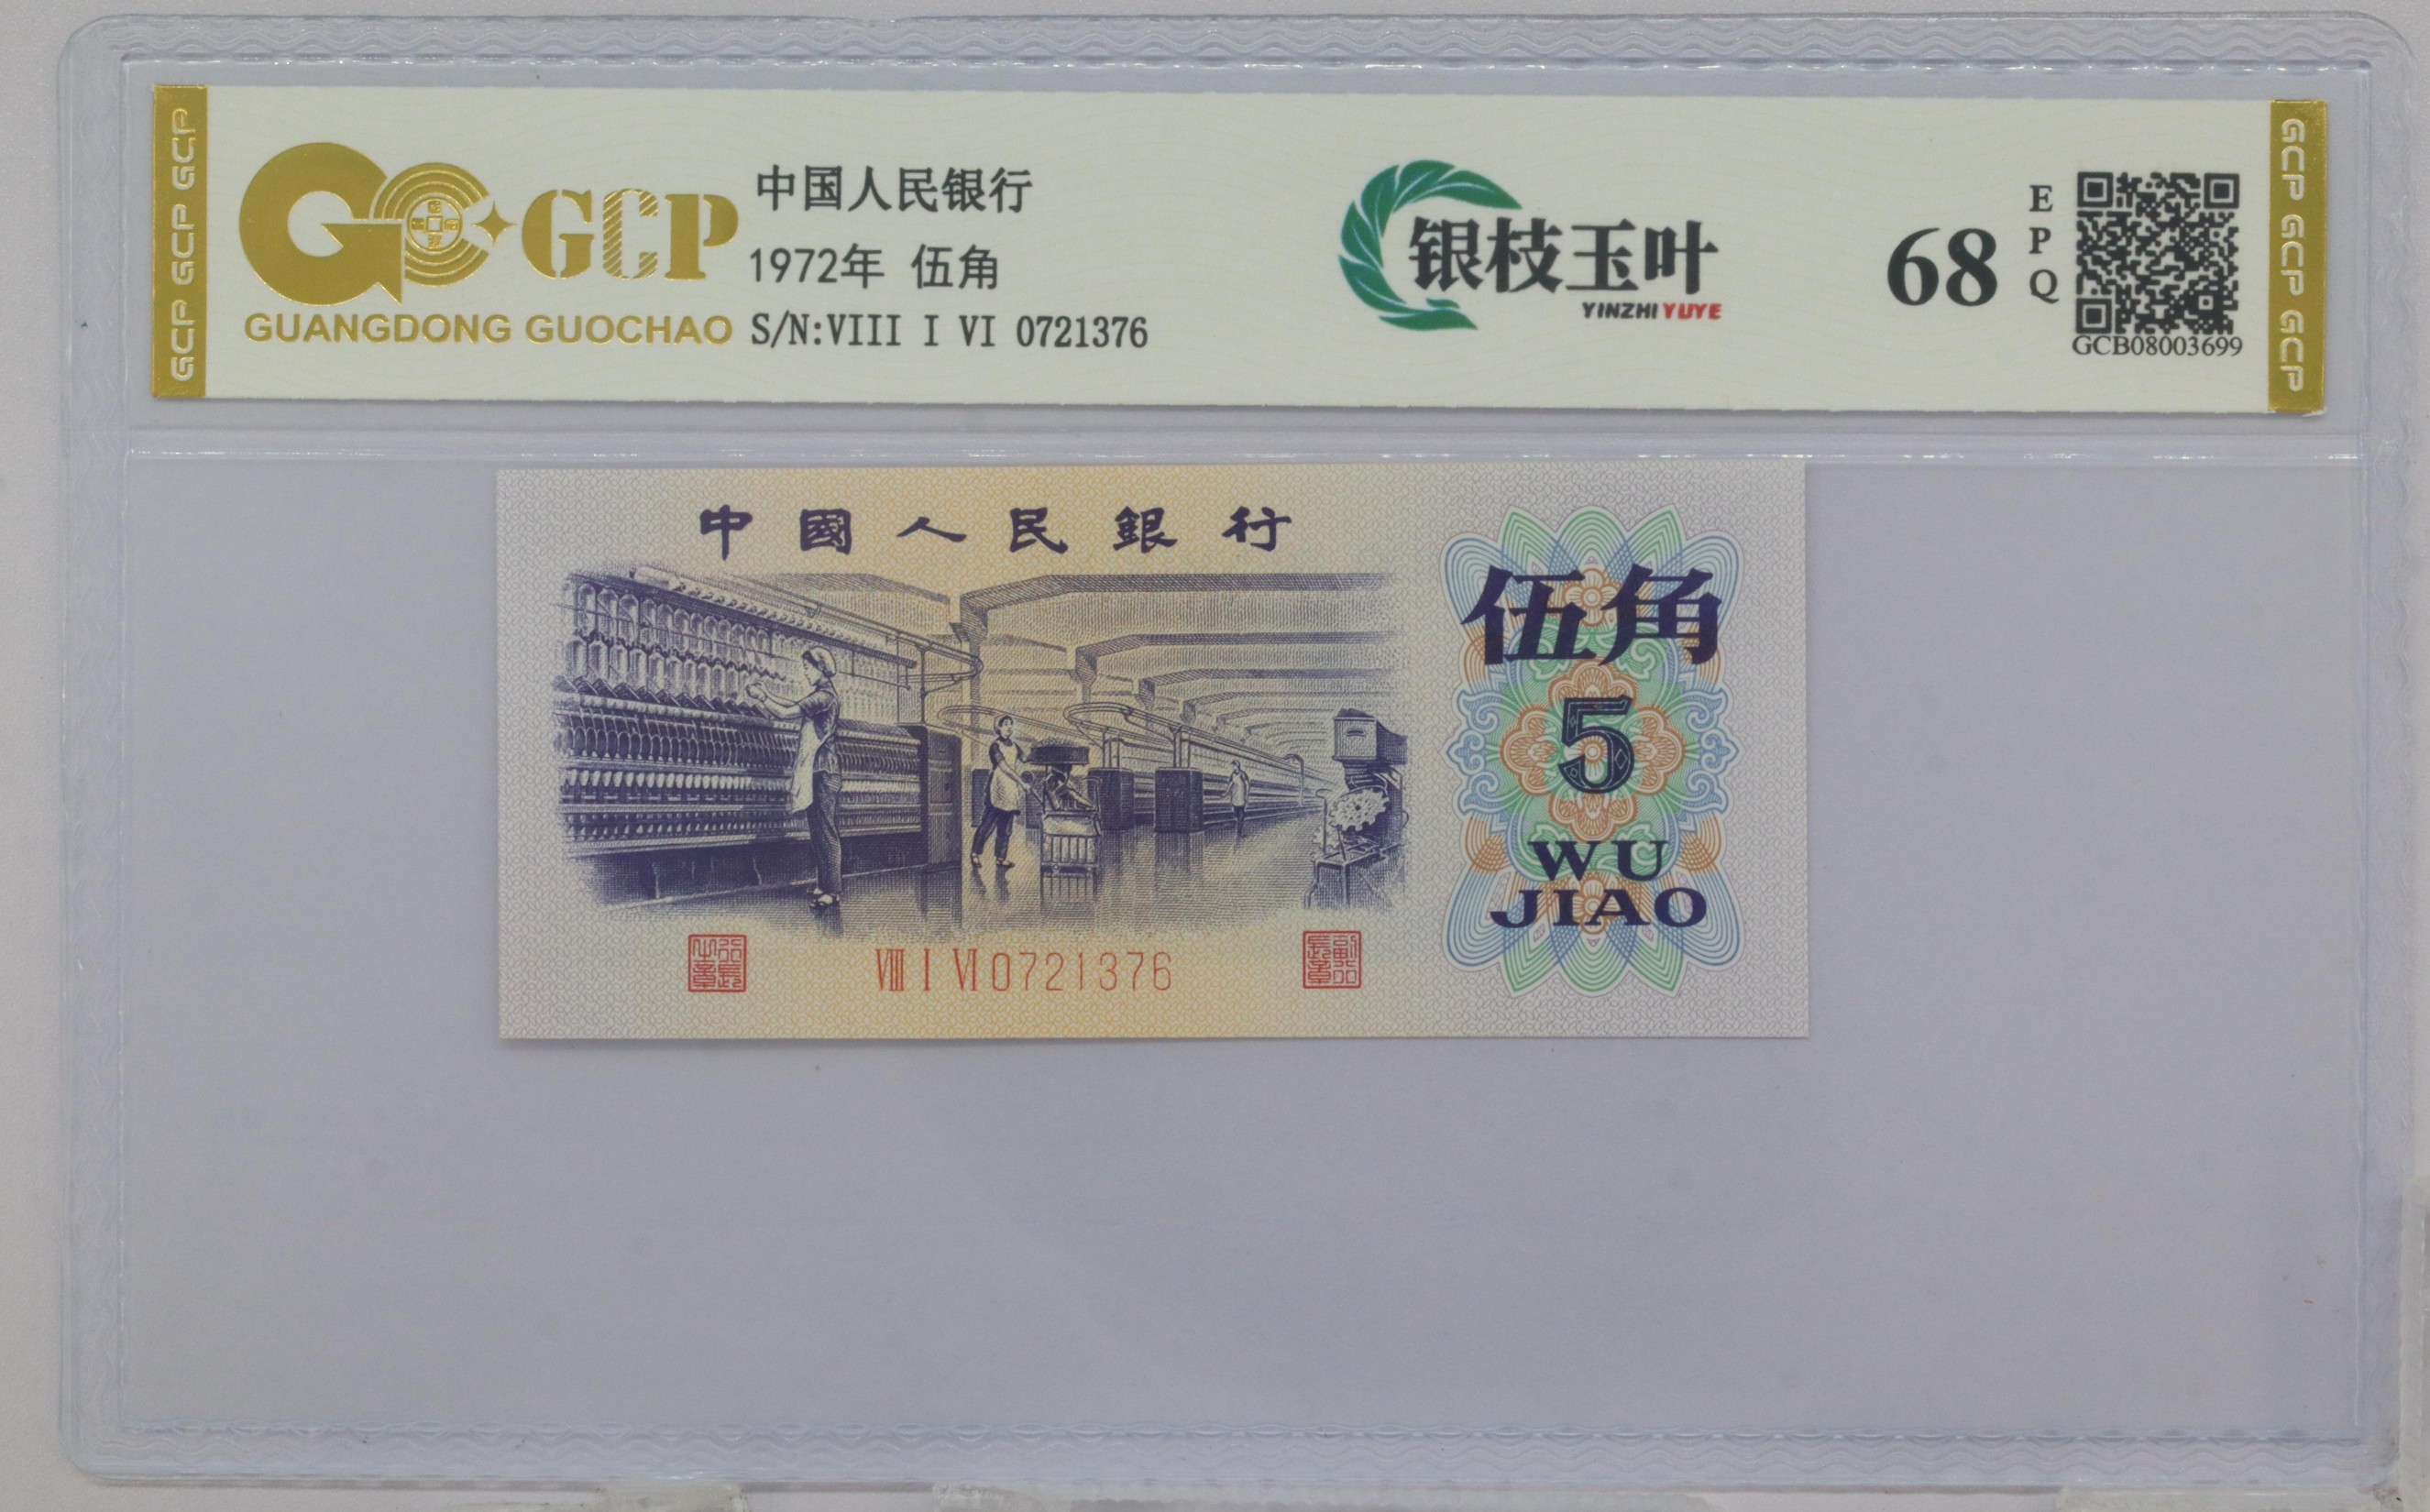 GCP GCP GCP
GCP
GUANGDONG GUOCHAO
中国人民银行
1972年 伍角
S/N:VIII I VI 0721376
银枝玉叶
YINZHI YUYE
68
EPQ
GCB08003699
GCP GCP GCP
中國人民銀行
伍角
5
WU
JIAO
VIII I VI 0721376